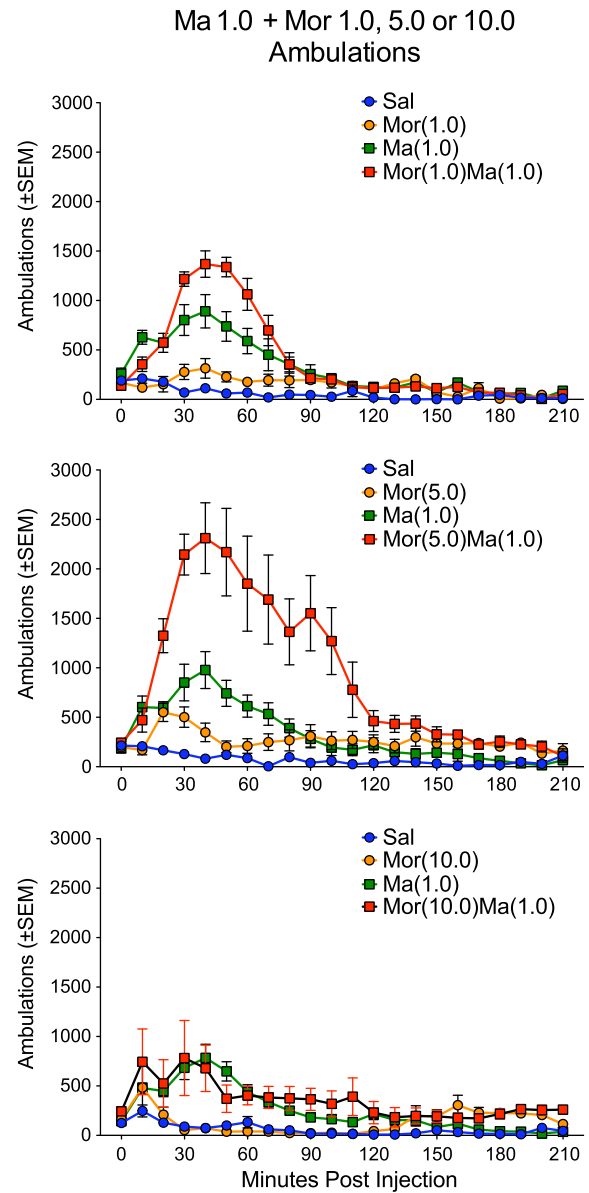 Ma 1.0 + Mor 1.0, 5.0 or 10.0
Ambulations
3000
2500
2000
1500
1000
500
0
Ambulations (±SEM)
Sal
Mor(1.0)
Ma(1.0)
Mor(1.0)Ma(1.0)
0 30 60 90 120 150 180 210
3000
2500
2000
1500
1000
500
0
Ambulations (±SEM)
Sal
Mor(5.0)
Ma(1.0)
Mor(5.0)Ma(1.0)
0 30 60 90 120 150 180 210
3000
2500
2000
1500
1000
500
0
Ambulations (±SEM)
Sal
Mor(10.0)
Ma(1.0)
Mor(10.0)Ma(1.0)
0 30 60 90 120 150 180 210
Minutes Post Injection